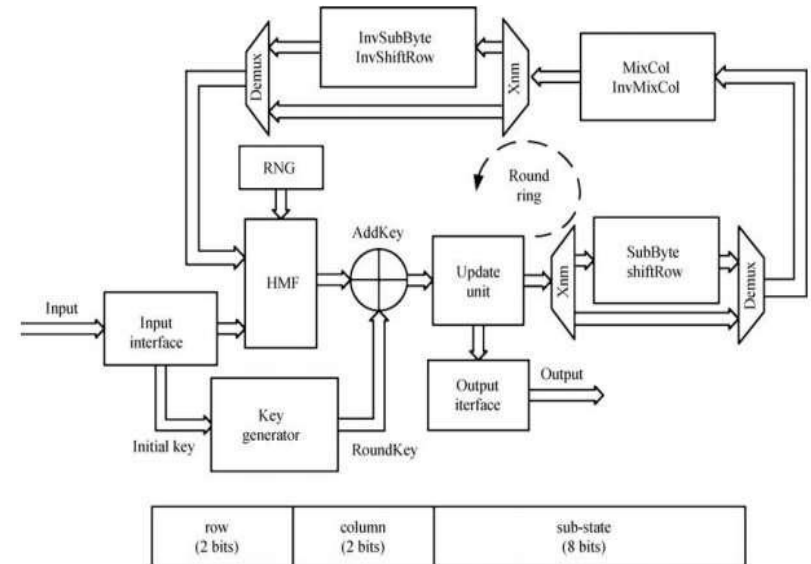 InvSubByte
InvShiftRow
MixCol
InvMixCol
Demux
Xnm
RNG
Round
ring
AddKey
HMF
Update
unit
Xnm
SubByte
shiftRow
Demux
Input
Input
interface
Output
iterface
Output
Key
generator
Initial key
RoundKey
row
(2 bits)
column
(2 bits)
sub-state
(8 bits)